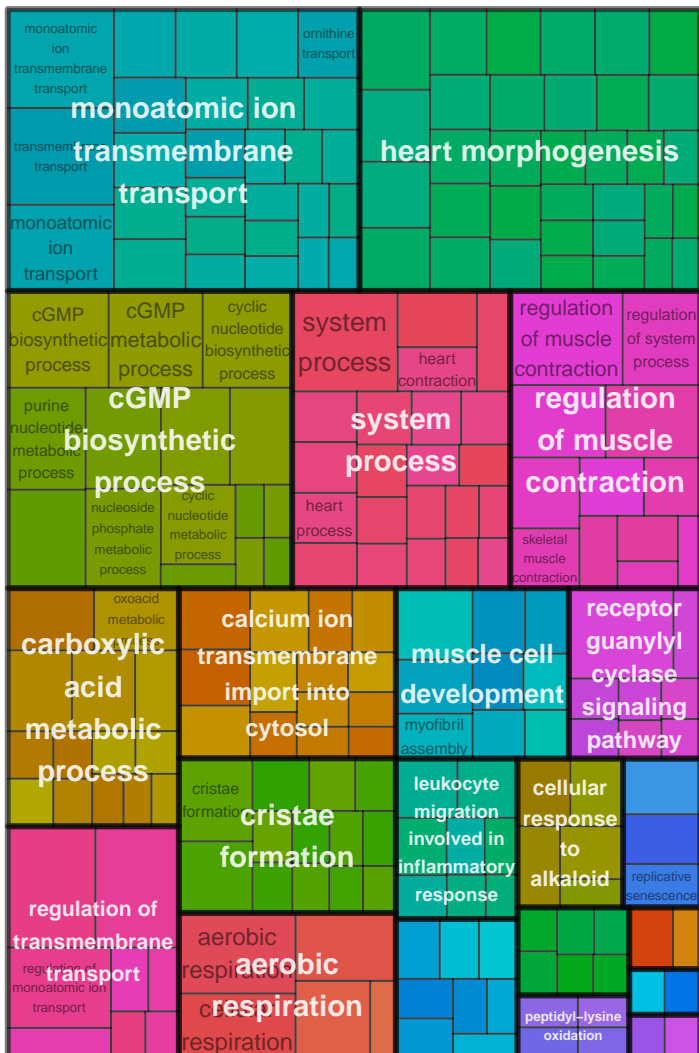 monoatomic
ion
transmembrane
transport
ornithine
transport
transmembrane
transport
monoatomic
ion
transport
monoatomic ion
transmembrane
transport
heart morphogenesis
cGMP
biosynthetic
process
cGMP
metabolic
process
cyclic
nucleotide
biosynthetic
process
purine
nucleotide
metabolic
process
nucleoside
phosphate
metabolic
process
cyclic
nucleotide
metabolic
process
cGMP
biosynthetic
process
system
process
heart
contraction
heart
process
system
process
regulation
of muscle
contraction
regulation
of system
process
skeletal
muscle
contraction
regulation
of muscle
contraction
oxoacid
metabolic
carboxylic
acid
metabolic
process
calcium ion
transmembrane
import into
cytosol
muscle cell
development
myofibril
assembly
receptor
guanylyl
cyclase
signaling
pathway
cristae
formation
cristae
formation
leukocyte
migration
involved in
inflammatory
response
cellular
response
to
alkaloid
replicative
senescence
regulation of
transmembrane
transport
regulation of
monoatomic ion
transport
aerobic
respiration
cellular
respiration
aerobic
respiration
peptidyl−lysine
oxidation